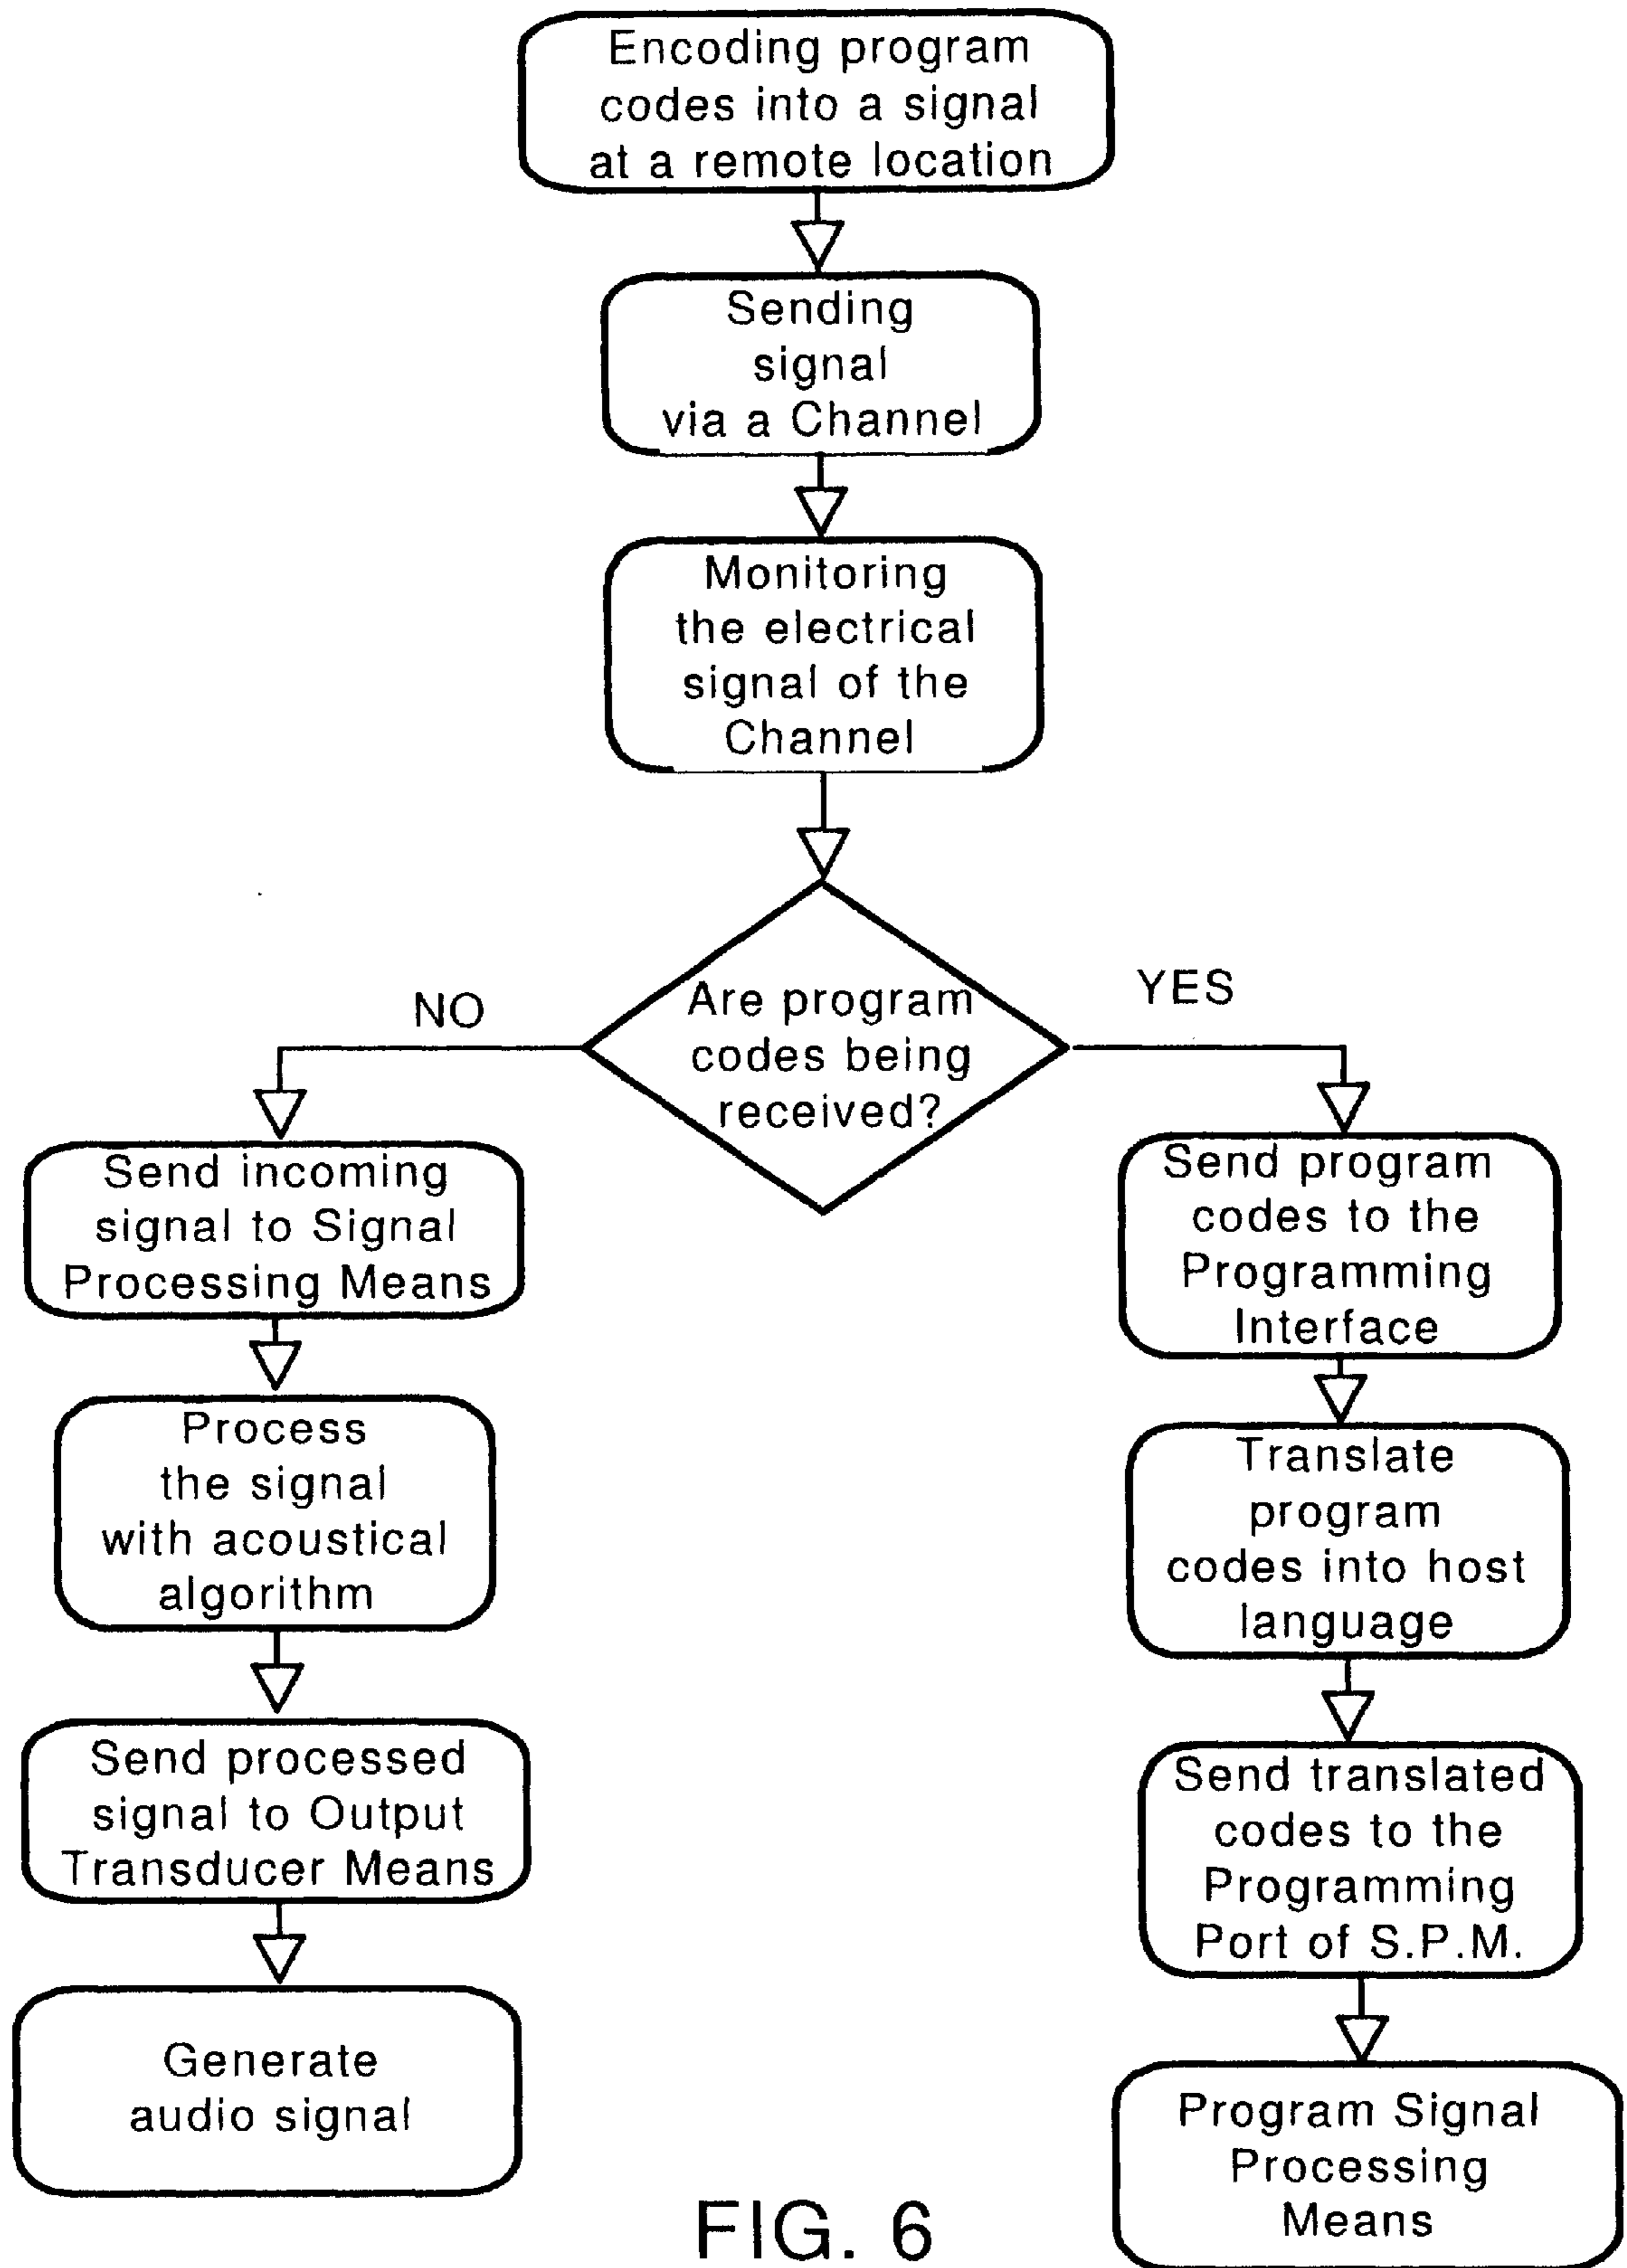 Encoding program
codes into a signal
at a remote location
Sending
signal
via a Channel
Monitoring
the electrical
signal of the
Channel
Are program
codes being
received?
NO
YES
Send incoming
signal to Signal
Processing Means
Process
the signal
with acoustical
algorithm
Send processed
signal to Output
Transducer Means
Generate
audio signal
Send program
codes to the
Programming
Interface
Translate
program
codes into host
language
Send translated
codes to the
Programming
Port of S.P.M.
Program Signal
Processing
Means
FIG. 6